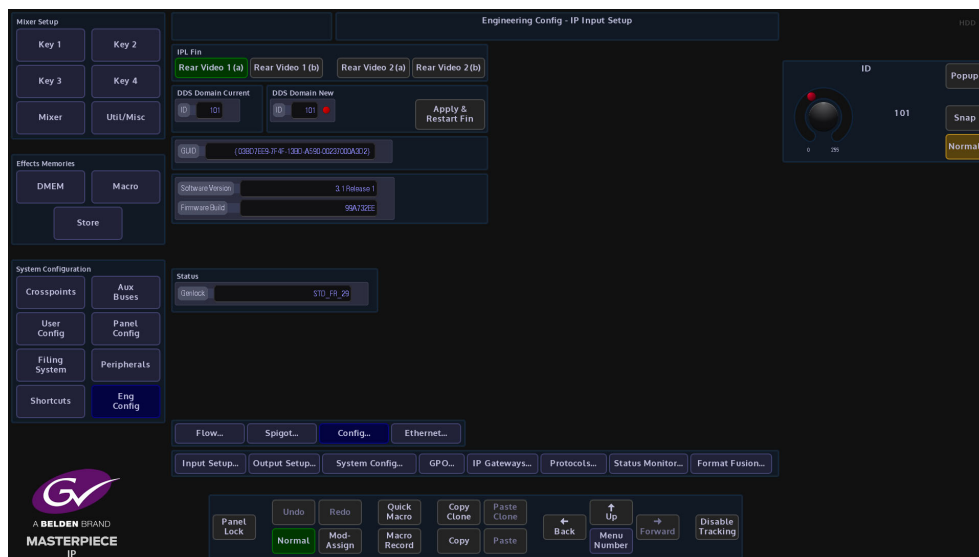 Mixer Setup
Engineering Config - IP Input Setup
HDD
Key 1
Key 2
Key 3
Key 4
Mixer
Util/Misc
IPL Fin
Rear Video 1 (a)
Rear Video 1 (b)
Rear Video 2 (a)
Rear Video 2 (b)
DDS Domain Current
DDS Domain New
ID
101
ID
101
Apply &
Restart Fin
GUID
Software Version
3.1 Release 1
Firmware Build
99A732EE
ID
101
0
255
Popup
Snap
Normal
Effects Memories
DMEM
Macro
Store
System Configuration
Crosspoints
Aux
Buses
User
Config
Panel
Config
Filing
System
Peripherals
Shortcuts
Eng
Config
Status
Genlock
STD_FR_29
Flow...
Spigot...
Config...
Ethernet...
Input Setup...
Output Setup...
System Config...
GPO...
IP Gateways...
Protocols...
Status Monitor...
Format Fusion...
GV
A BELDEN BRAND
MASTERPIECE
IP
Panel
Lock
Undo
Redo
Normal
Mod-
Assign
Quick
Macro
Macro
Record
Copy
Clone
Paste
Clone
Copy
Paste
Back
Up
Menu
Number
Forward
Disable
Tracking